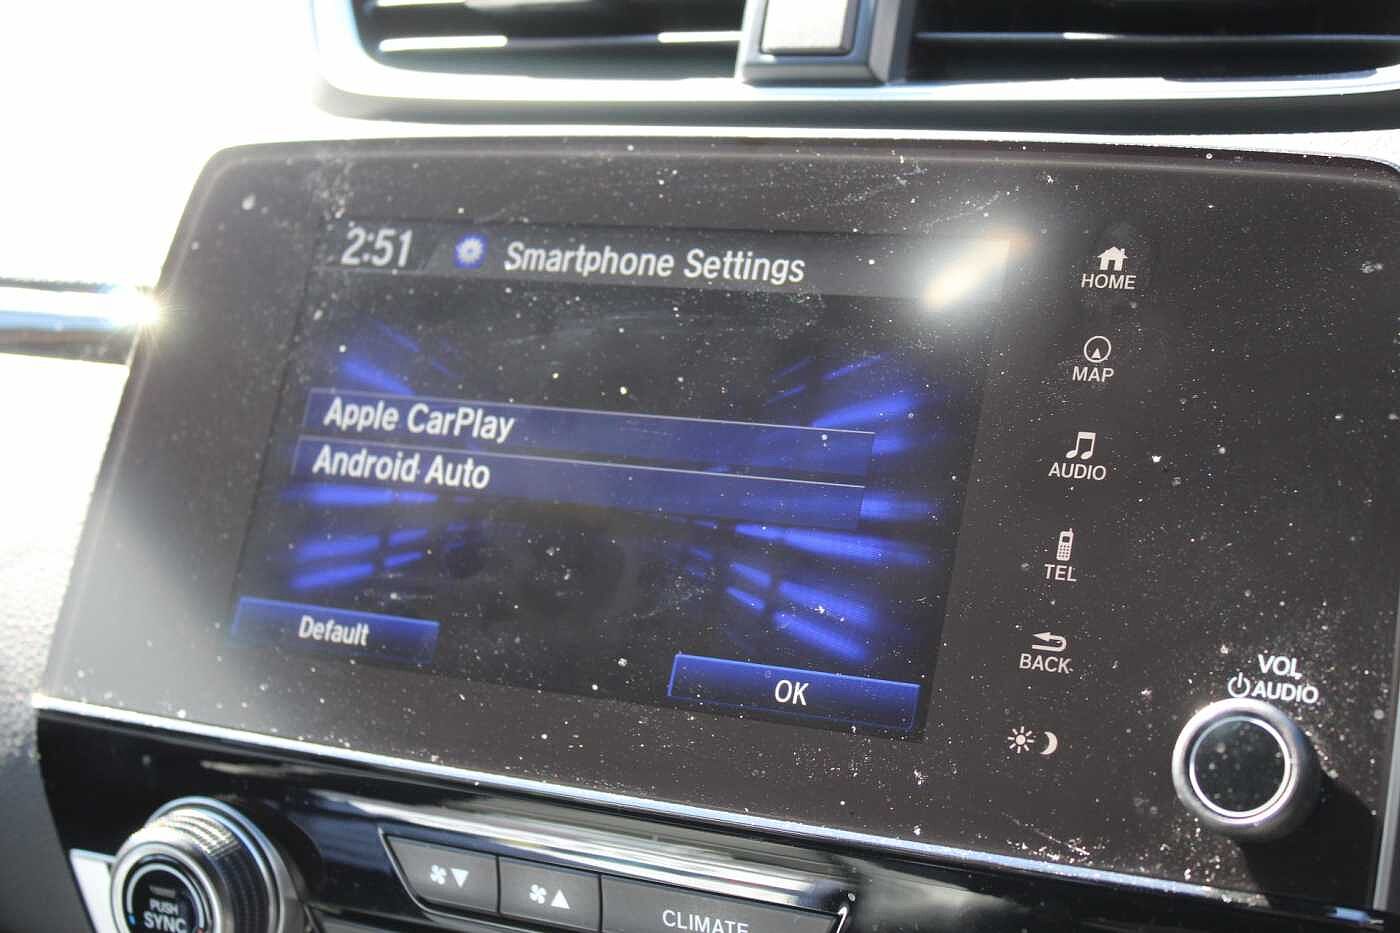 2:51 Smartphone Settings
Apple CarPlay
Android Auto
Default
OK
HOME
MAP
AUDIO
TEL
BACK
VOL
AUDIO
PUSH
SYNC
CLIMATE